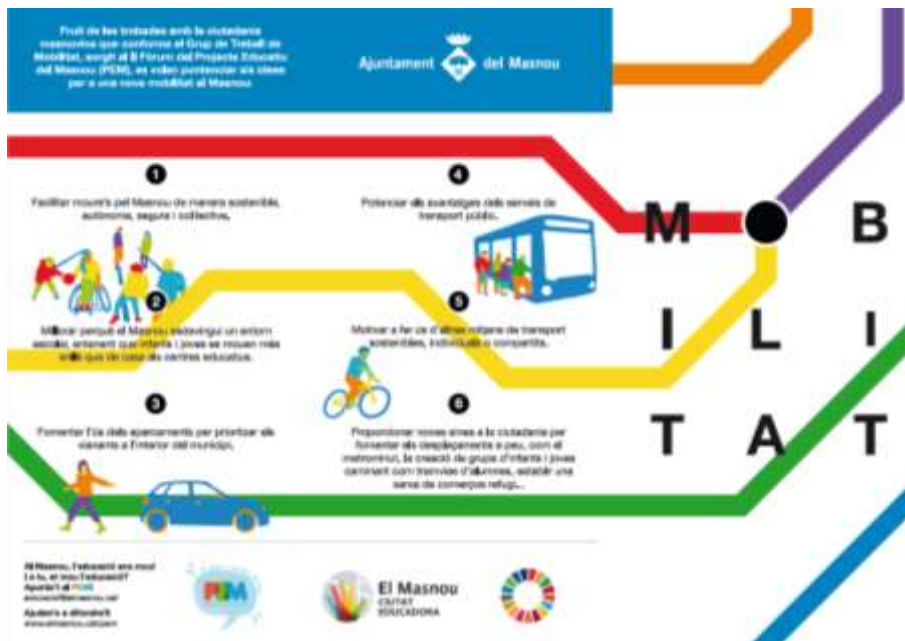 Fruit de les trobades amb la ciutadania
masnovina que conforma el Grup de Treball de
Mobilitat, sorgit al II Fòrum del Projecte Educatiu
del Masnou (PEM), es volen potenciar sis idees
per a una nova mobilitat al Masnou
Ajuntament del Masnou
1
Facilitar moure's pel Masnou de manera sostenible,
autònoma, segura i col·lectiva.
2
Millorar perquè el Masnou esdevingui un entorn
escolar, entenent que infants i joves es mouen més
enllà que de casa als centres educatius.
3
Fomentar l'ús dels aparcaments per prioritzar els
vianants a l'interior del municipi.
4
Potenciar els avantatges dels serveis de
transport públic.
5
Motivar a fer ús d'altres mitjans de transport
sostenibles, individuals o compartits.
6
Proporcionar noves eines a la ciutadania per
fomentar els desplaçaments a peu, com el
metrominut, la creació de grups d'infants i joves
caminant com tramvies d'alumnes, establir una
xarxa de comerços refugi...
M B
I L I
T A T
Al Masnou, l'educació ens mou!
I a tu, et mou l'educació?
Apunta't al PEM!
Ajuda'ns a difondre'l!
PEM
El Masnou
CIUTAT
EDUCADORA